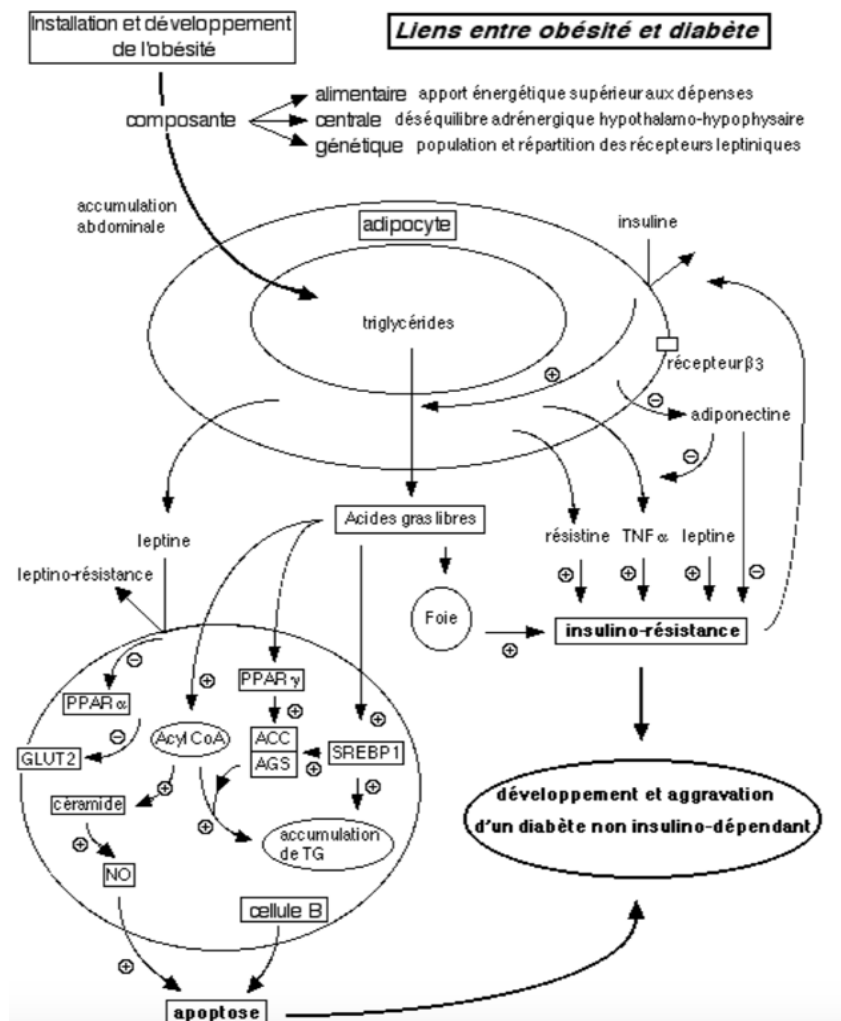 Installation et développement
de l'obésité
Liens entre obésité et diabète
composante
alimentaire apport énergétique supérieur aux dépenses
centrale déséquilibre adrénergique hypothalamo-hypophysaire
génétique population et répartition des récepteurs leptiniques
accumulation
abdominale
adipocyte
insuline
triglycérides
récepteur β3
+
-
adiponectine
-
Acides gras libres
résistine TNF α leptine
leptine
leptino-résistance
+ + + -
Foie
insulino-résistance
+
-
PPAR α
+
PPAR γ
+
+
-
GLUT2
Acyl CoA
ACC
AGS
+
SREBP1
céramide
+
+
+
+
accumulation
de TG
NO
cellule B
+
apoptose
développement et aggravation
d'un diabète non insulino-dépendant